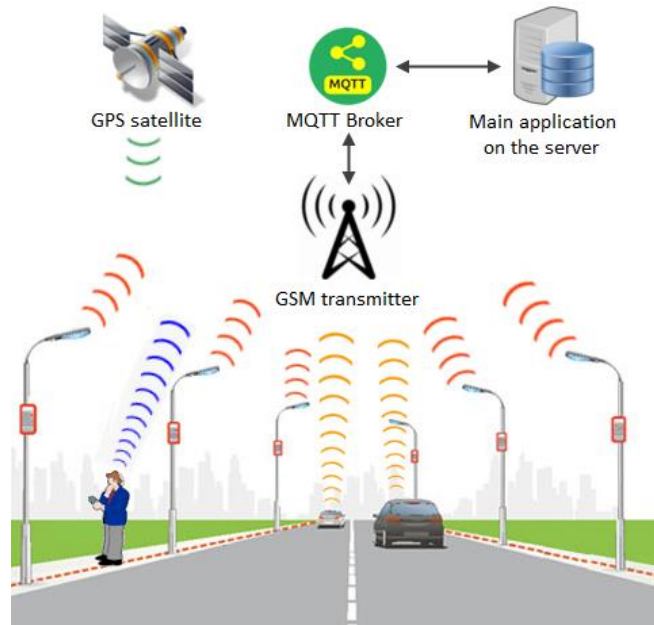 MQTT
GPS satellite
MQTT Broker
Main application
on the server
GSM transmitter